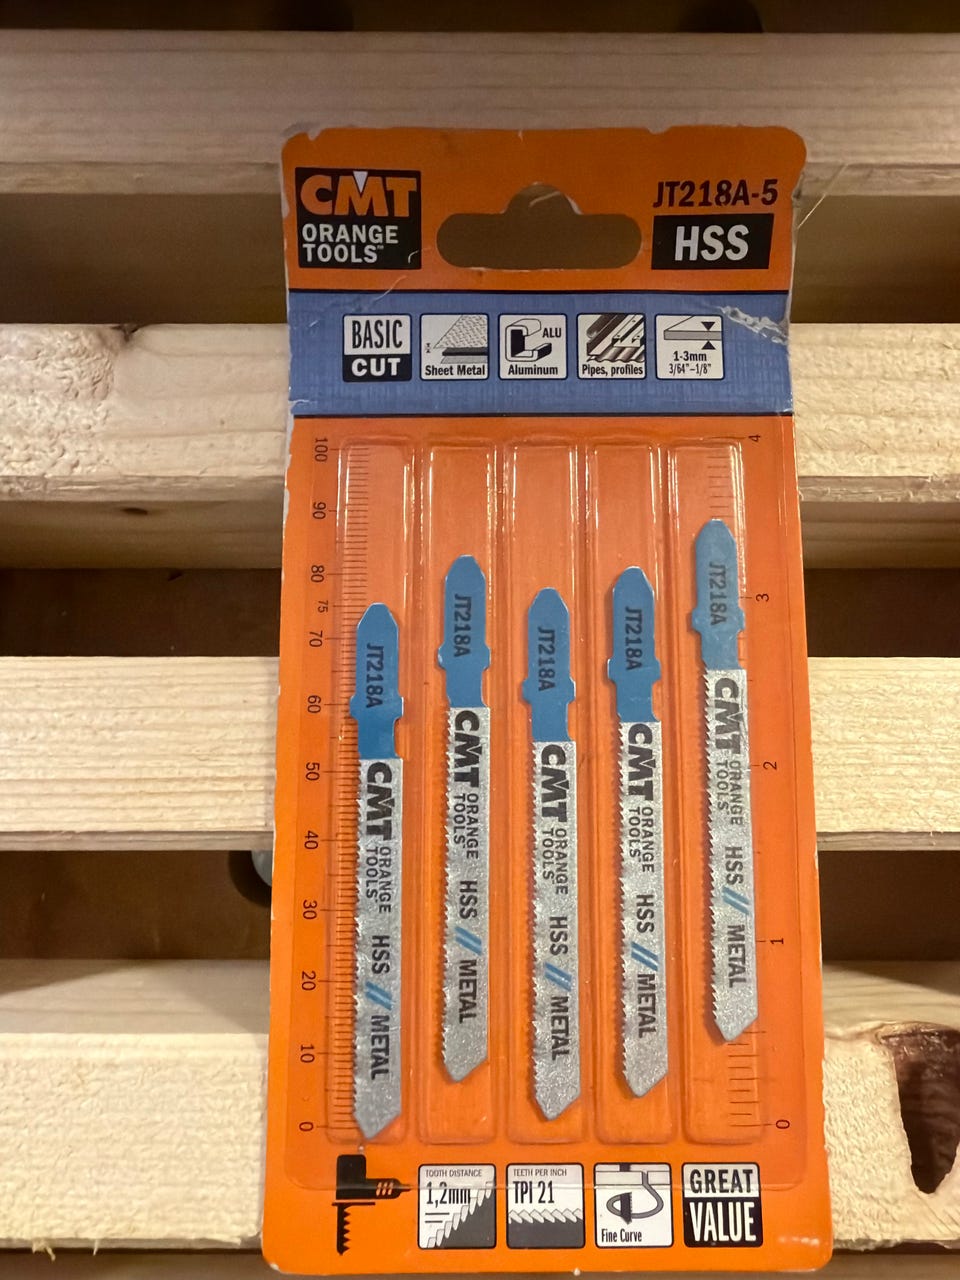 CMT
ORANGE
TOOLS™
JT218A-5
HSS
BASIC
CUT
Sheet Metal
ALU
Aluminum
Pipes, profiles
1-3mm
3/64"-1/8"
100
90
80
75
70
60
50
40
30
20
10
0
4
3
2
1
0
JT218A
CMT
ORANGE
TOOLS
HSS // METAL
JT218A
CMT
ORANGE
TOOLS
HSS // METAL
JT218A
CMT
ORANGE
TOOLS
HSS // METAL
JT218A
CMT
ORANGE
TOOLS
HSS // METAL
JT218A
CMT
ORANGE
TOOLS
HSS // METAL
TOOTH DISTANCE
1,2mm
TEETH PER INCH
TPI 21
Fine Curve
GREAT
VALUE